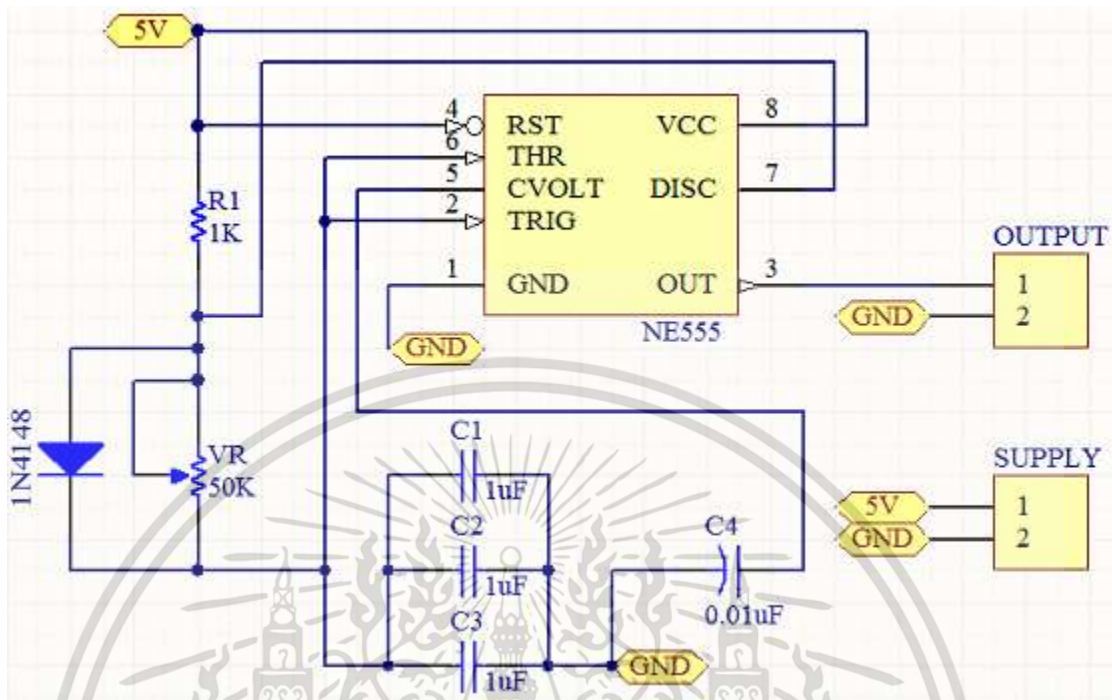 5V
4
RST
VCC
8
6
THR
5
CVOLT
DISC
7
2
TRIG
R1
1K
1
GND
OUT
3
NE555
GND
OUTPUT
1
GND
2
1N4148
VR
50K
C1
1uF
C2
1uF
C3
1uF
C4
0.01uF
GND
SUPPLY
5V
1
GND
2